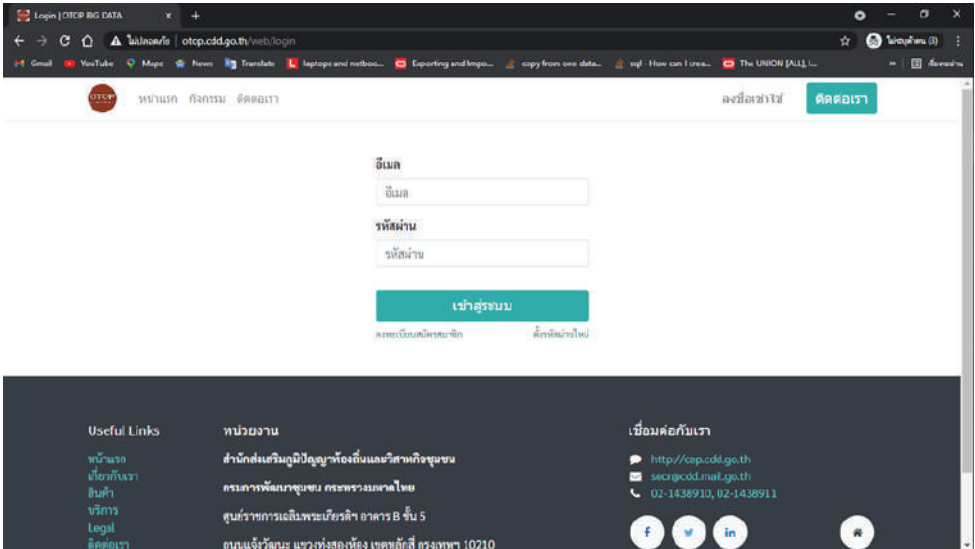 Login | OTOP BIG DATA
ไม่ปลอดภัย | otop.cdd.go.th/web/login
ไม่ระบุตัวตน (3)
Gmail YouTube Maps News Translate laptops and netboo... Exporting and Impo... copy from one data... sql - How can I crea... The UNION [ALL], I...
OTOP หน้าแรก กิจกรรม ติดต่อเรา ลงชื่อเข้าใช้ ติดต่อเรา
อีเมล
อีเมล
รหัสผ่าน
รหัสผ่าน
เข้าสู่ระบบ
ลงทะเบียนสมัครสมาชิก ตั้งรหัสผ่านใหม่
Useful Links
หน้าแรก
เกี่ยวกับเรา
สินค้า
บริการ
Legal
ติดต่อเรา
หน่วยงาน
สำนักส่งเสริมภูมิปัญญาท้องถิ่นและวิสาหกิจชุมชน
กรมการพัฒนาชุมชน กระทรวงมหาดไทย
ศูนย์ราชการเฉลิมพระเกียรติฯ อาคาร B ชั้น 5
ถนนแจ้งวัฒนะ แขวงทุ่งสองห้อง เขตหลักสี่ กรุงเทพฯ 10210
เชื่อมต่อกับเรา
http://cep.cdd.go.th
secr@cdd.mail.go.th
02-1438910, 02-1438911